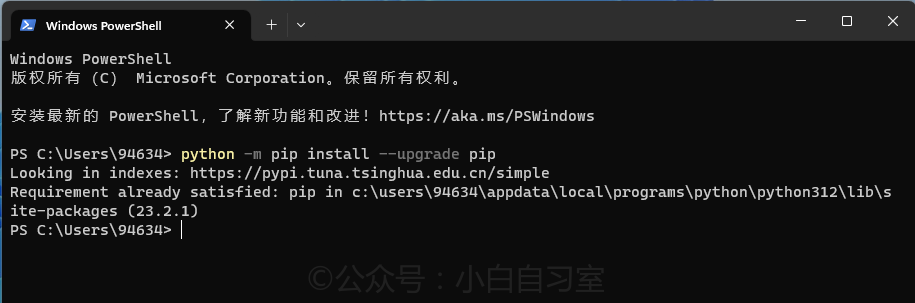 Windows PowerShell
Windows PowerShell
版权所有 (C) Microsoft Corporation。保留所有权利。
安装最新的 PowerShell，了解新功能和改进！https://aka.ms/PSWindows
PS C:\Users\94634> python -m pip install --upgrade pip
Looking in indexes: https://pypi.tuna.tsinghua.edu.cn/simple
Requirement already satisfied: pip in c:\users\94634\appdata\local\programs\python\python312\lib\s
ite-packages (23.2.1)
PS C:\Users\94634>
©公众号：小白自习室